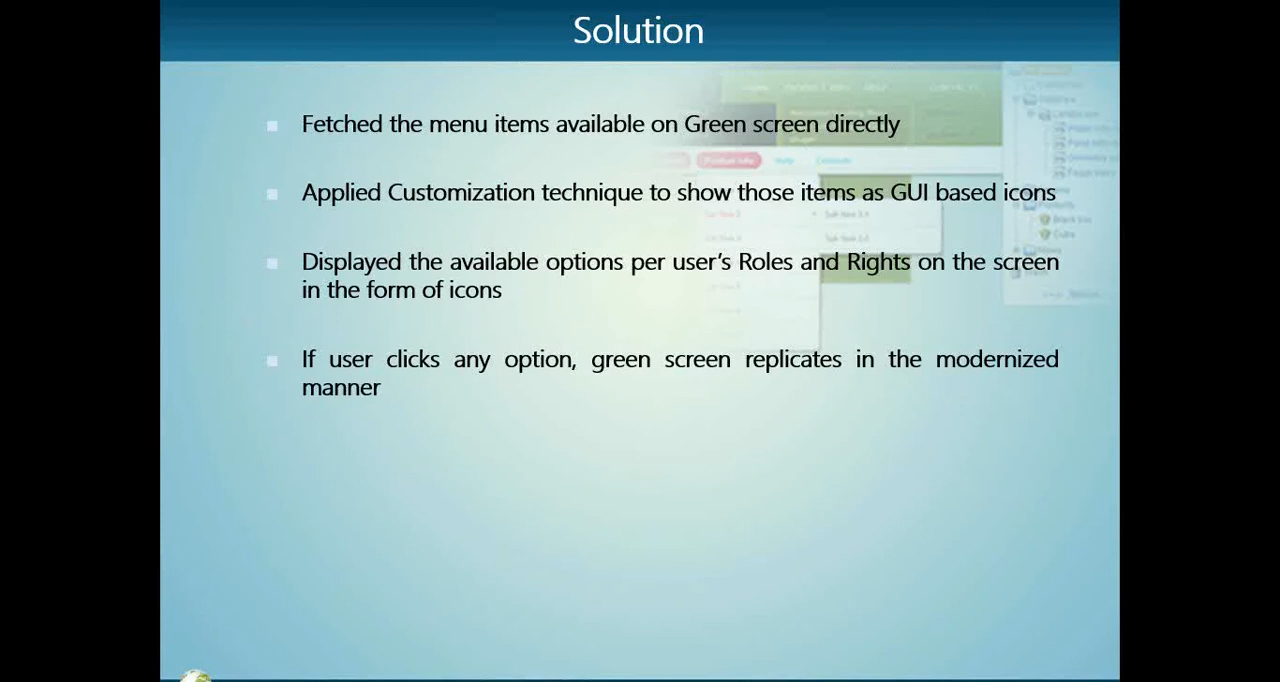 Solution
Fetched the menu items available on Green screen directly
Applied Customization technique to show those items as GUI based icons
Displayed the available options per user’s Roles and Rights on the screen
in the form of icons
If user clicks any option, green screen replicates in the modernized
manner